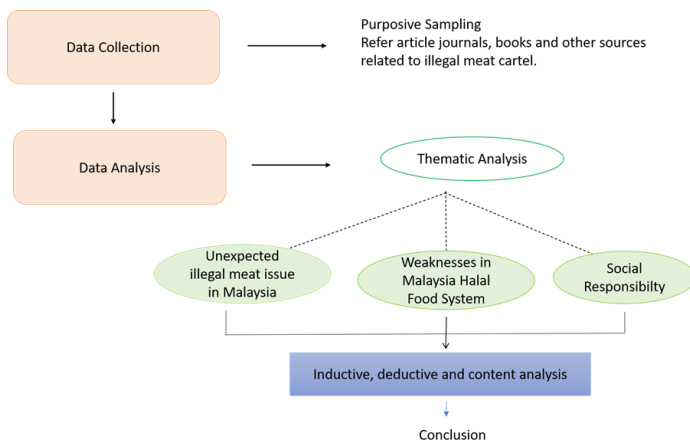 Data Collection
Purposive Sampling
Refer article journals, books and other sources
related to illegal meat cartel.
Data Analysis
Thematic Analysis
Unexpected
illegal meat issue
in Malaysia
Weaknesses in
Malaysia Halal
Food System
Social
Responsibilty
Inductive, deductive and content analysis
Conclusion